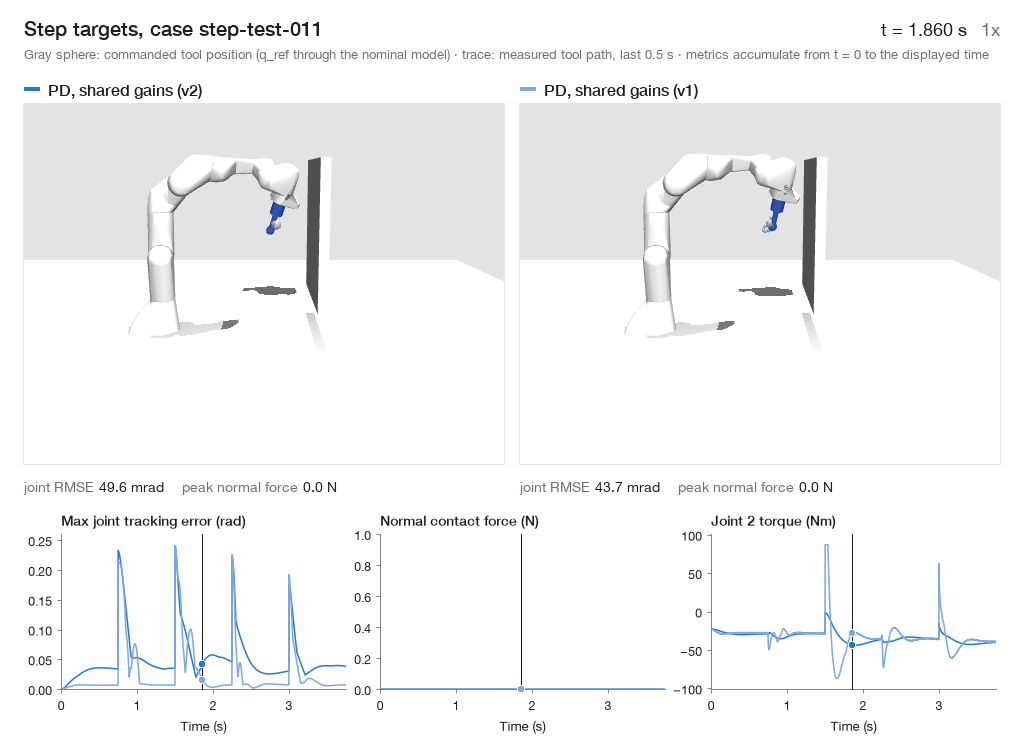 Step targets, case step-test-011
t = 1.860 s 1x
Gray sphere: commanded tool position (q_ref through the nominal model) · trace: measured tool path, last 0.5 s · metrics accumulate from t = 0 to the displayed time
PD, shared gains (v2)
PD, shared gains (v1)
joint RMSE 49.6 mrad peak normal force 0.0 N
joint RMSE 43.7 mrad peak normal force 0.0 N
Max joint tracking error (rad)
0.25
0.20
0.15
0.10
0.05
0.00
0 1 2 3
Time (s)
Normal contact force (N)
1.0
0.8
0.6
0.4
0.2
0.0
0 1 2 3
Time (s)
Joint 2 torque (Nm)
100
50
0
−50
−100
0 1 2 3
Time (s)